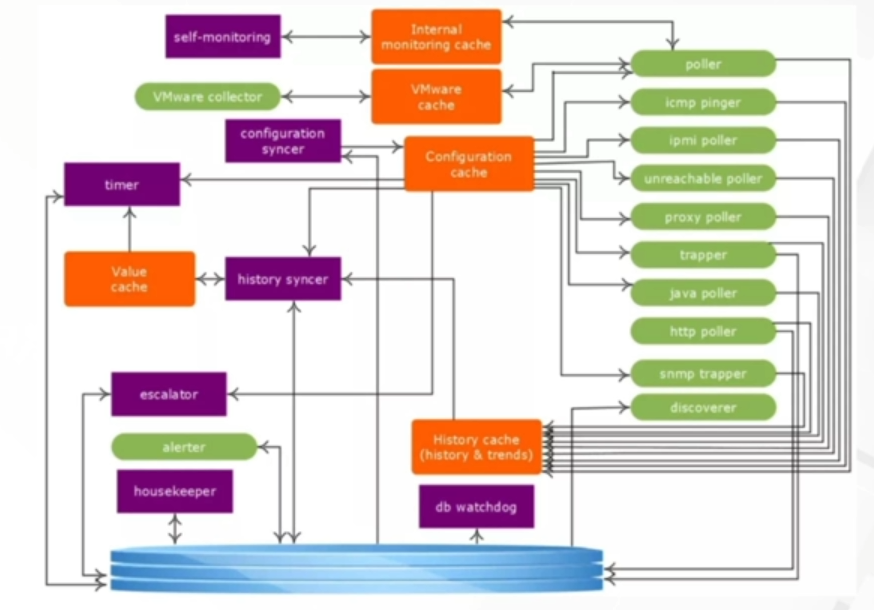 self-monitoring
Internal
monitoring cache
poller
VMware collector
VMware
cache
icmp pinger
configuration
syncer
Configuration
cache
ipmi poller
timer
unreachable poller
proxy poller
trapper
Value
cache
history syncer
java poller
http poller
escalator
snmp trapper
discoverer
alerter
History cache
(history & trends)
housekeeper
db watchdog